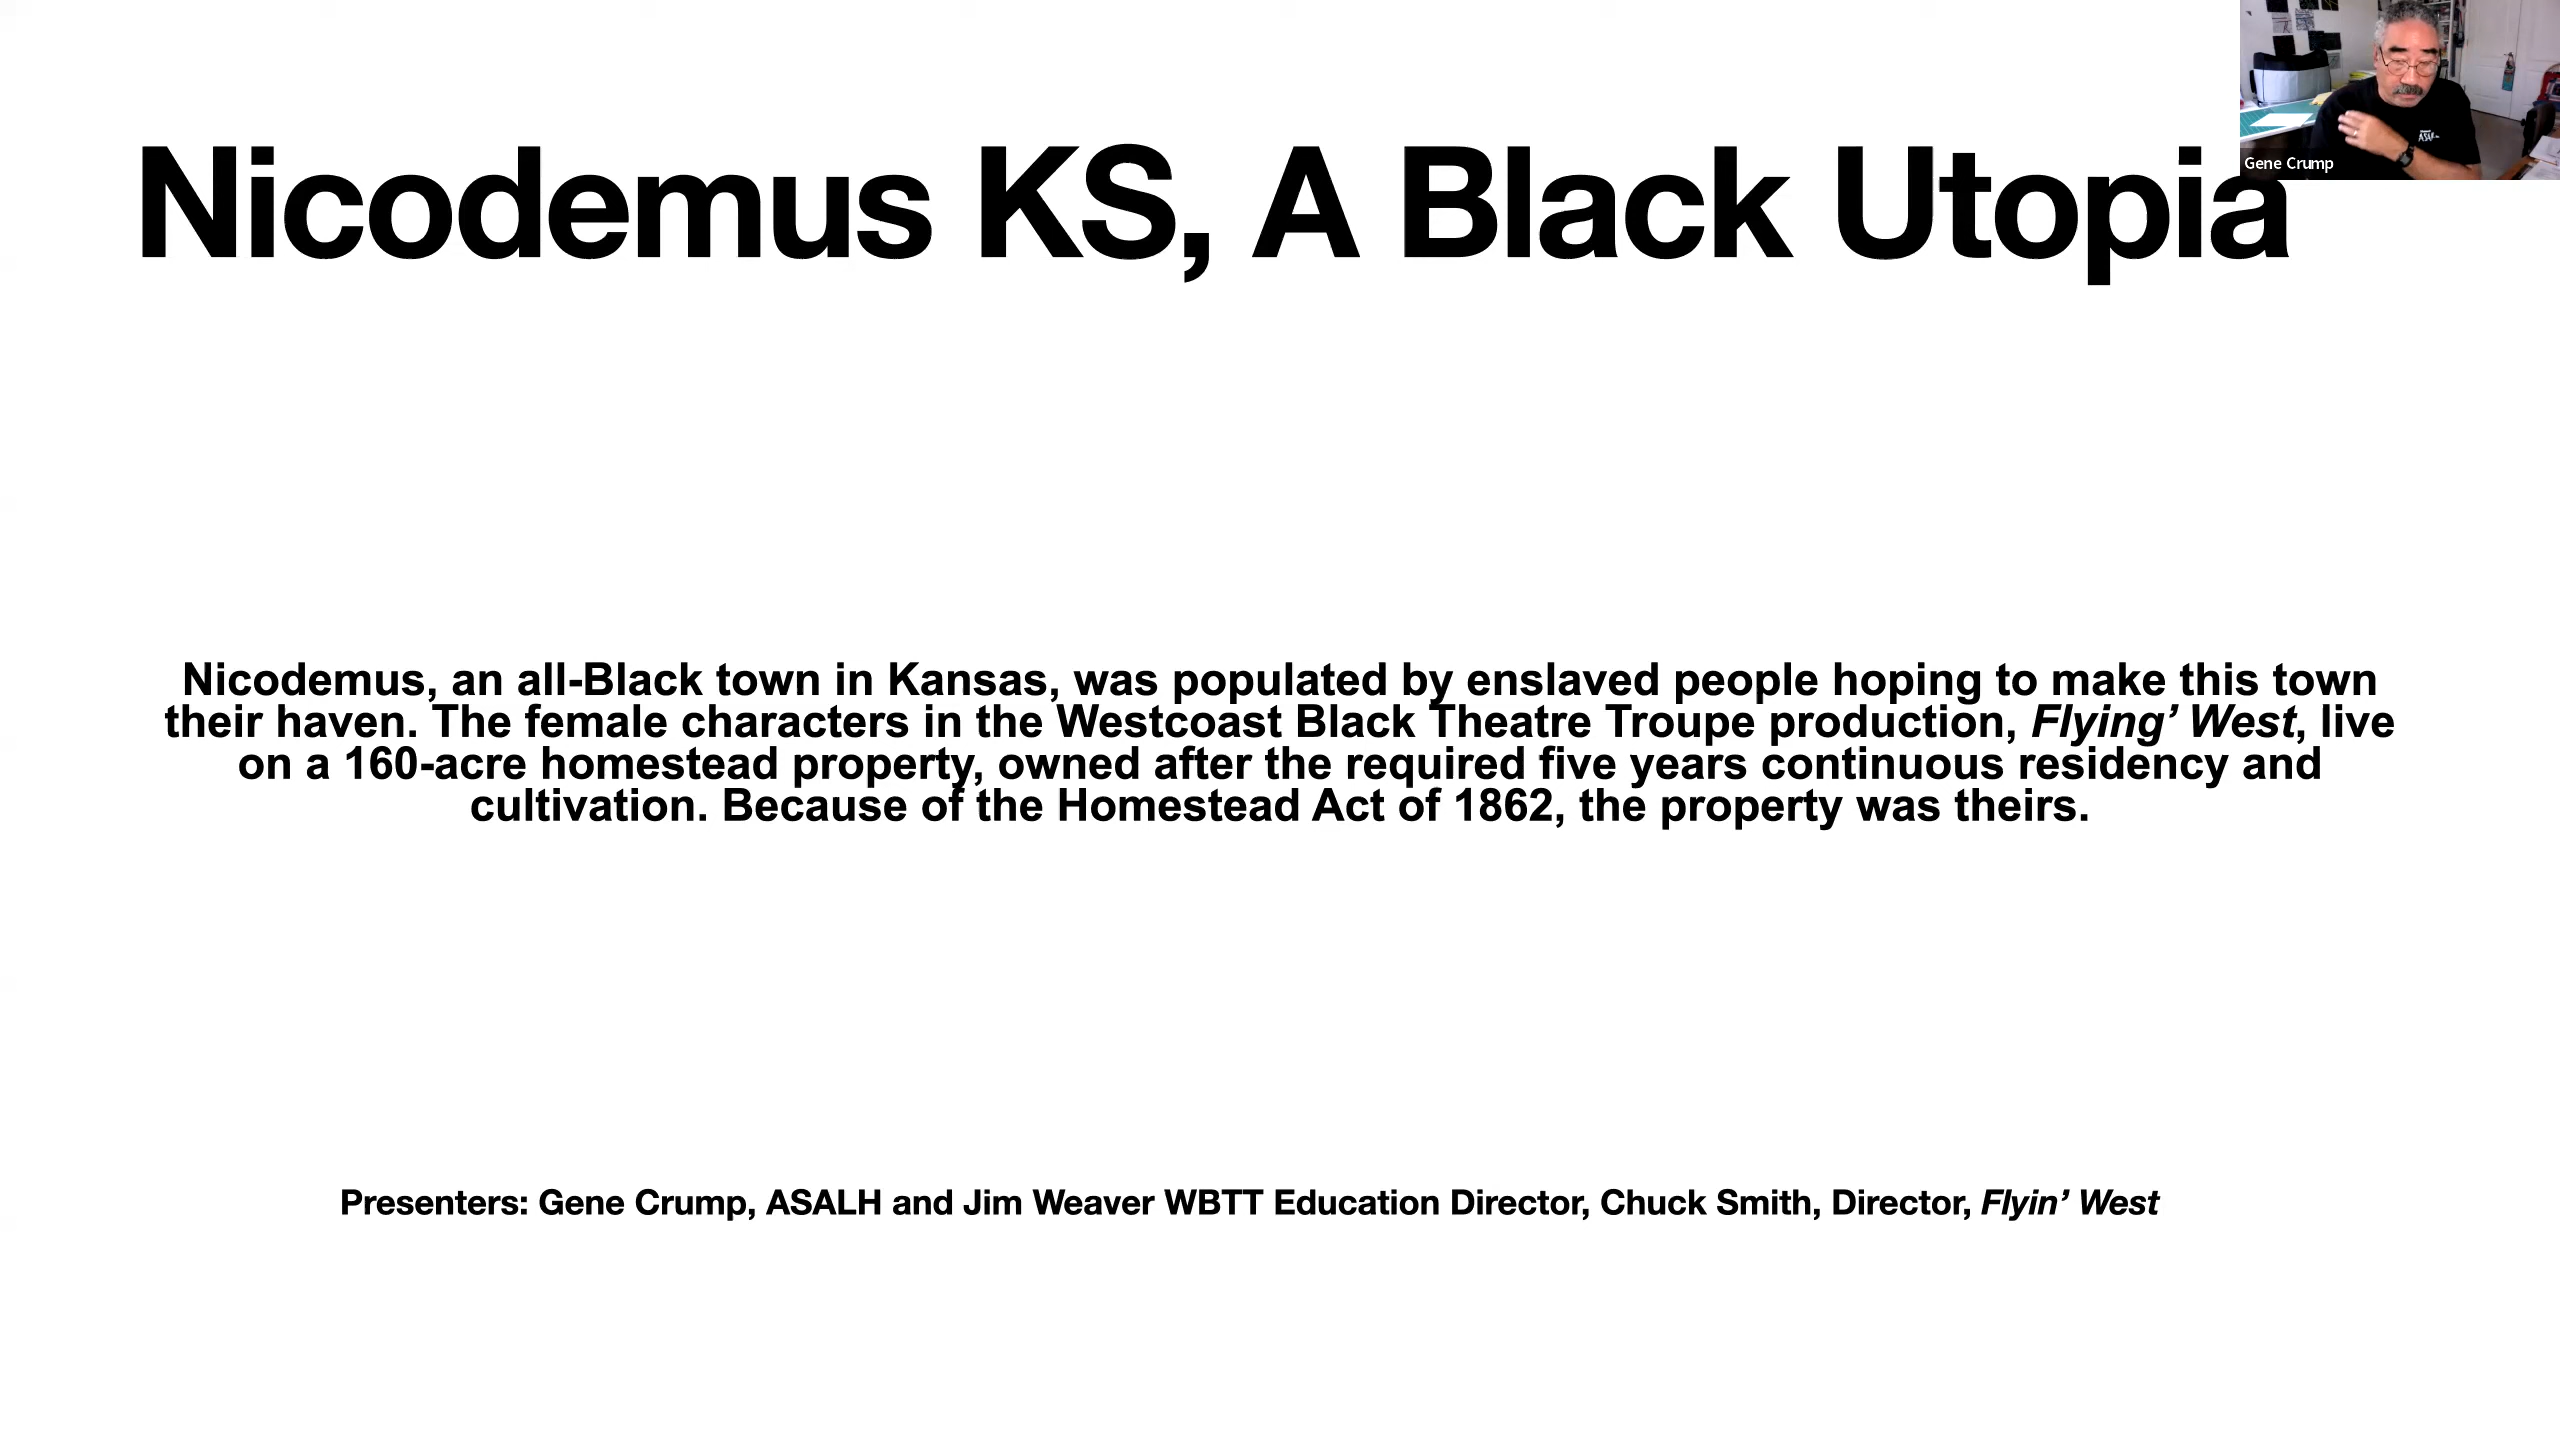 Nicodemus KS, A Black Utopia
Gene Crump
Nicodemus, an all-Black town in Kansas, was populated by enslaved people hoping to make this town
their haven. The female characters in the Westcoast Black Theatre Troupe production, Flying’ West, live
on a 160-acre homestead property, owned after the required five years continuous residency and
cultivation. Because of the Homestead Act of 1862, the property was theirs.
Presenters: Gene Crump, ASALH and Jim Weaver WBTT Education Director, Chuck Smith, Director, Flyin’ West